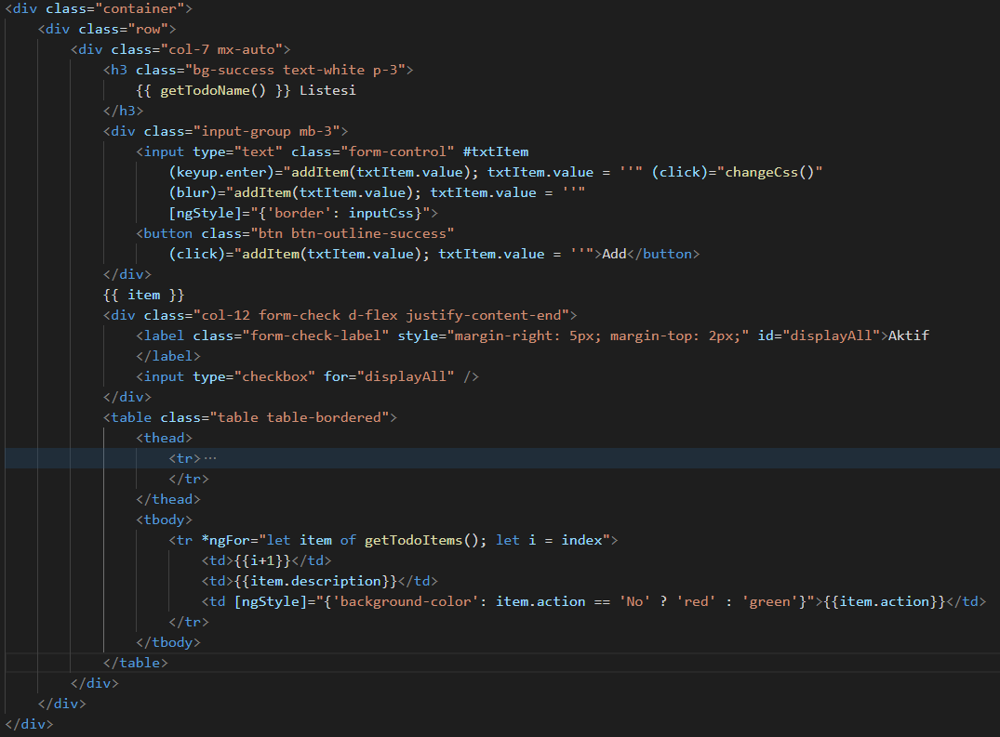 <div class="container">
<div class="row">
<div class="col-7 mx-auto">
<h3 class="bg-success text-white p-3">
{{ getTodoName() }} Listesi
</h3>
<div class="input-group mb-3">
<input type="text" class="form-control" #txtItem
(keyup.enter)="addItem(txtItem.value); txtItem.value = ''" (click)="changeCss()"
(blur)="addItem(txtItem.value); txtItem.value = ''"
[ngStyle]="{'border': inputCss}">
<button class="btn btn-outline-success"
(click)="addItem(txtItem.value); txtItem.value = ''">Add</button>
</div>
{{ item }}
<div class="col-12 form-check d-flex justify-content-end">
<label class="form-check-label" style="margin-right: 5px; margin-top: 2px;" id="displayAll">Aktif
</label>
<input type="checkbox" for="displayAll" />
</div>
<table class="table table-bordered">
<thead>
<tr>···
</tr>
</thead>
<tbody>
<tr *ngFor="let item of getTodoItems(); let i = index">
<td>{{i+1}}</td>
<td>{{item.description}}</td>
<td [ngStyle]="{'background-color': item.action == 'No' ? 'red' : 'green'}">{{item.action}}</td>
</tr>
</tbody>
</table>
</div>
</div>
</div>